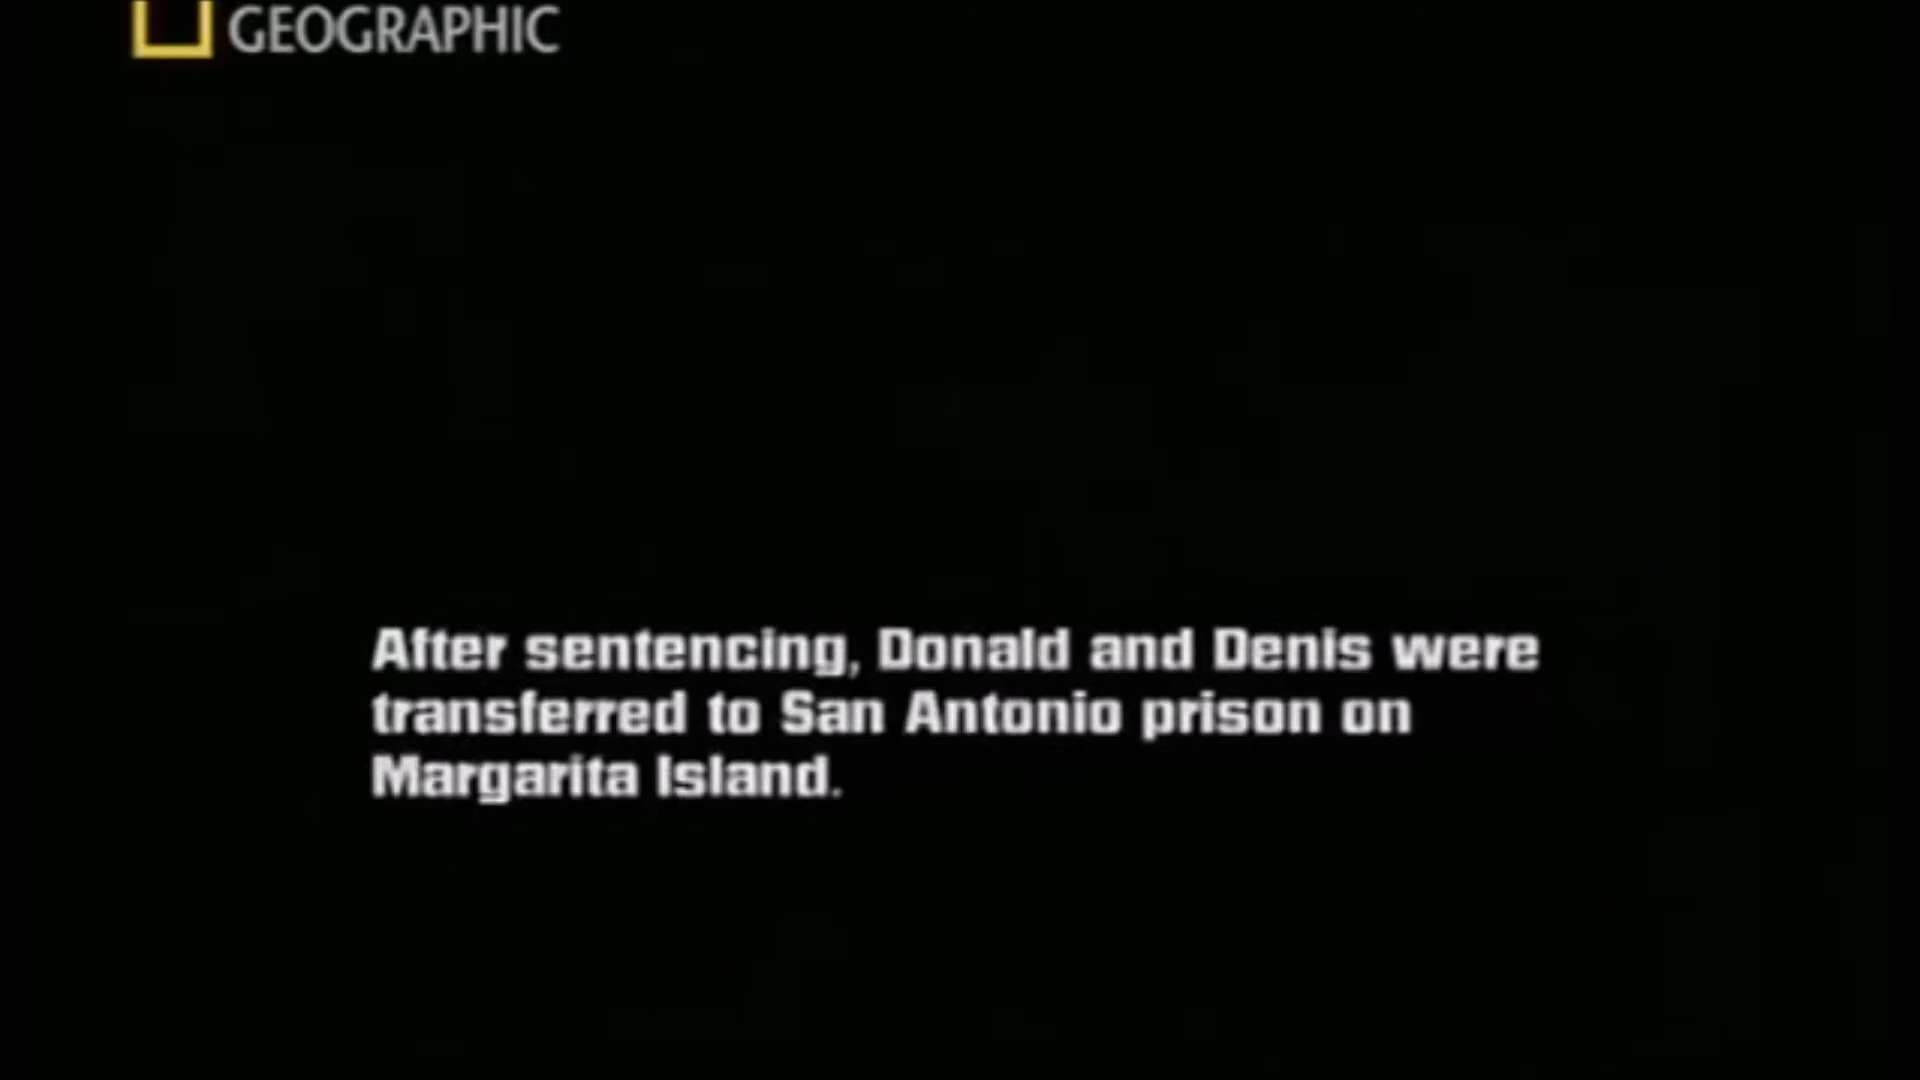 GEOGRAPHIC
After sentencing, Donald and Denis were
transferred to San Antonio prison on
Margarita Island.